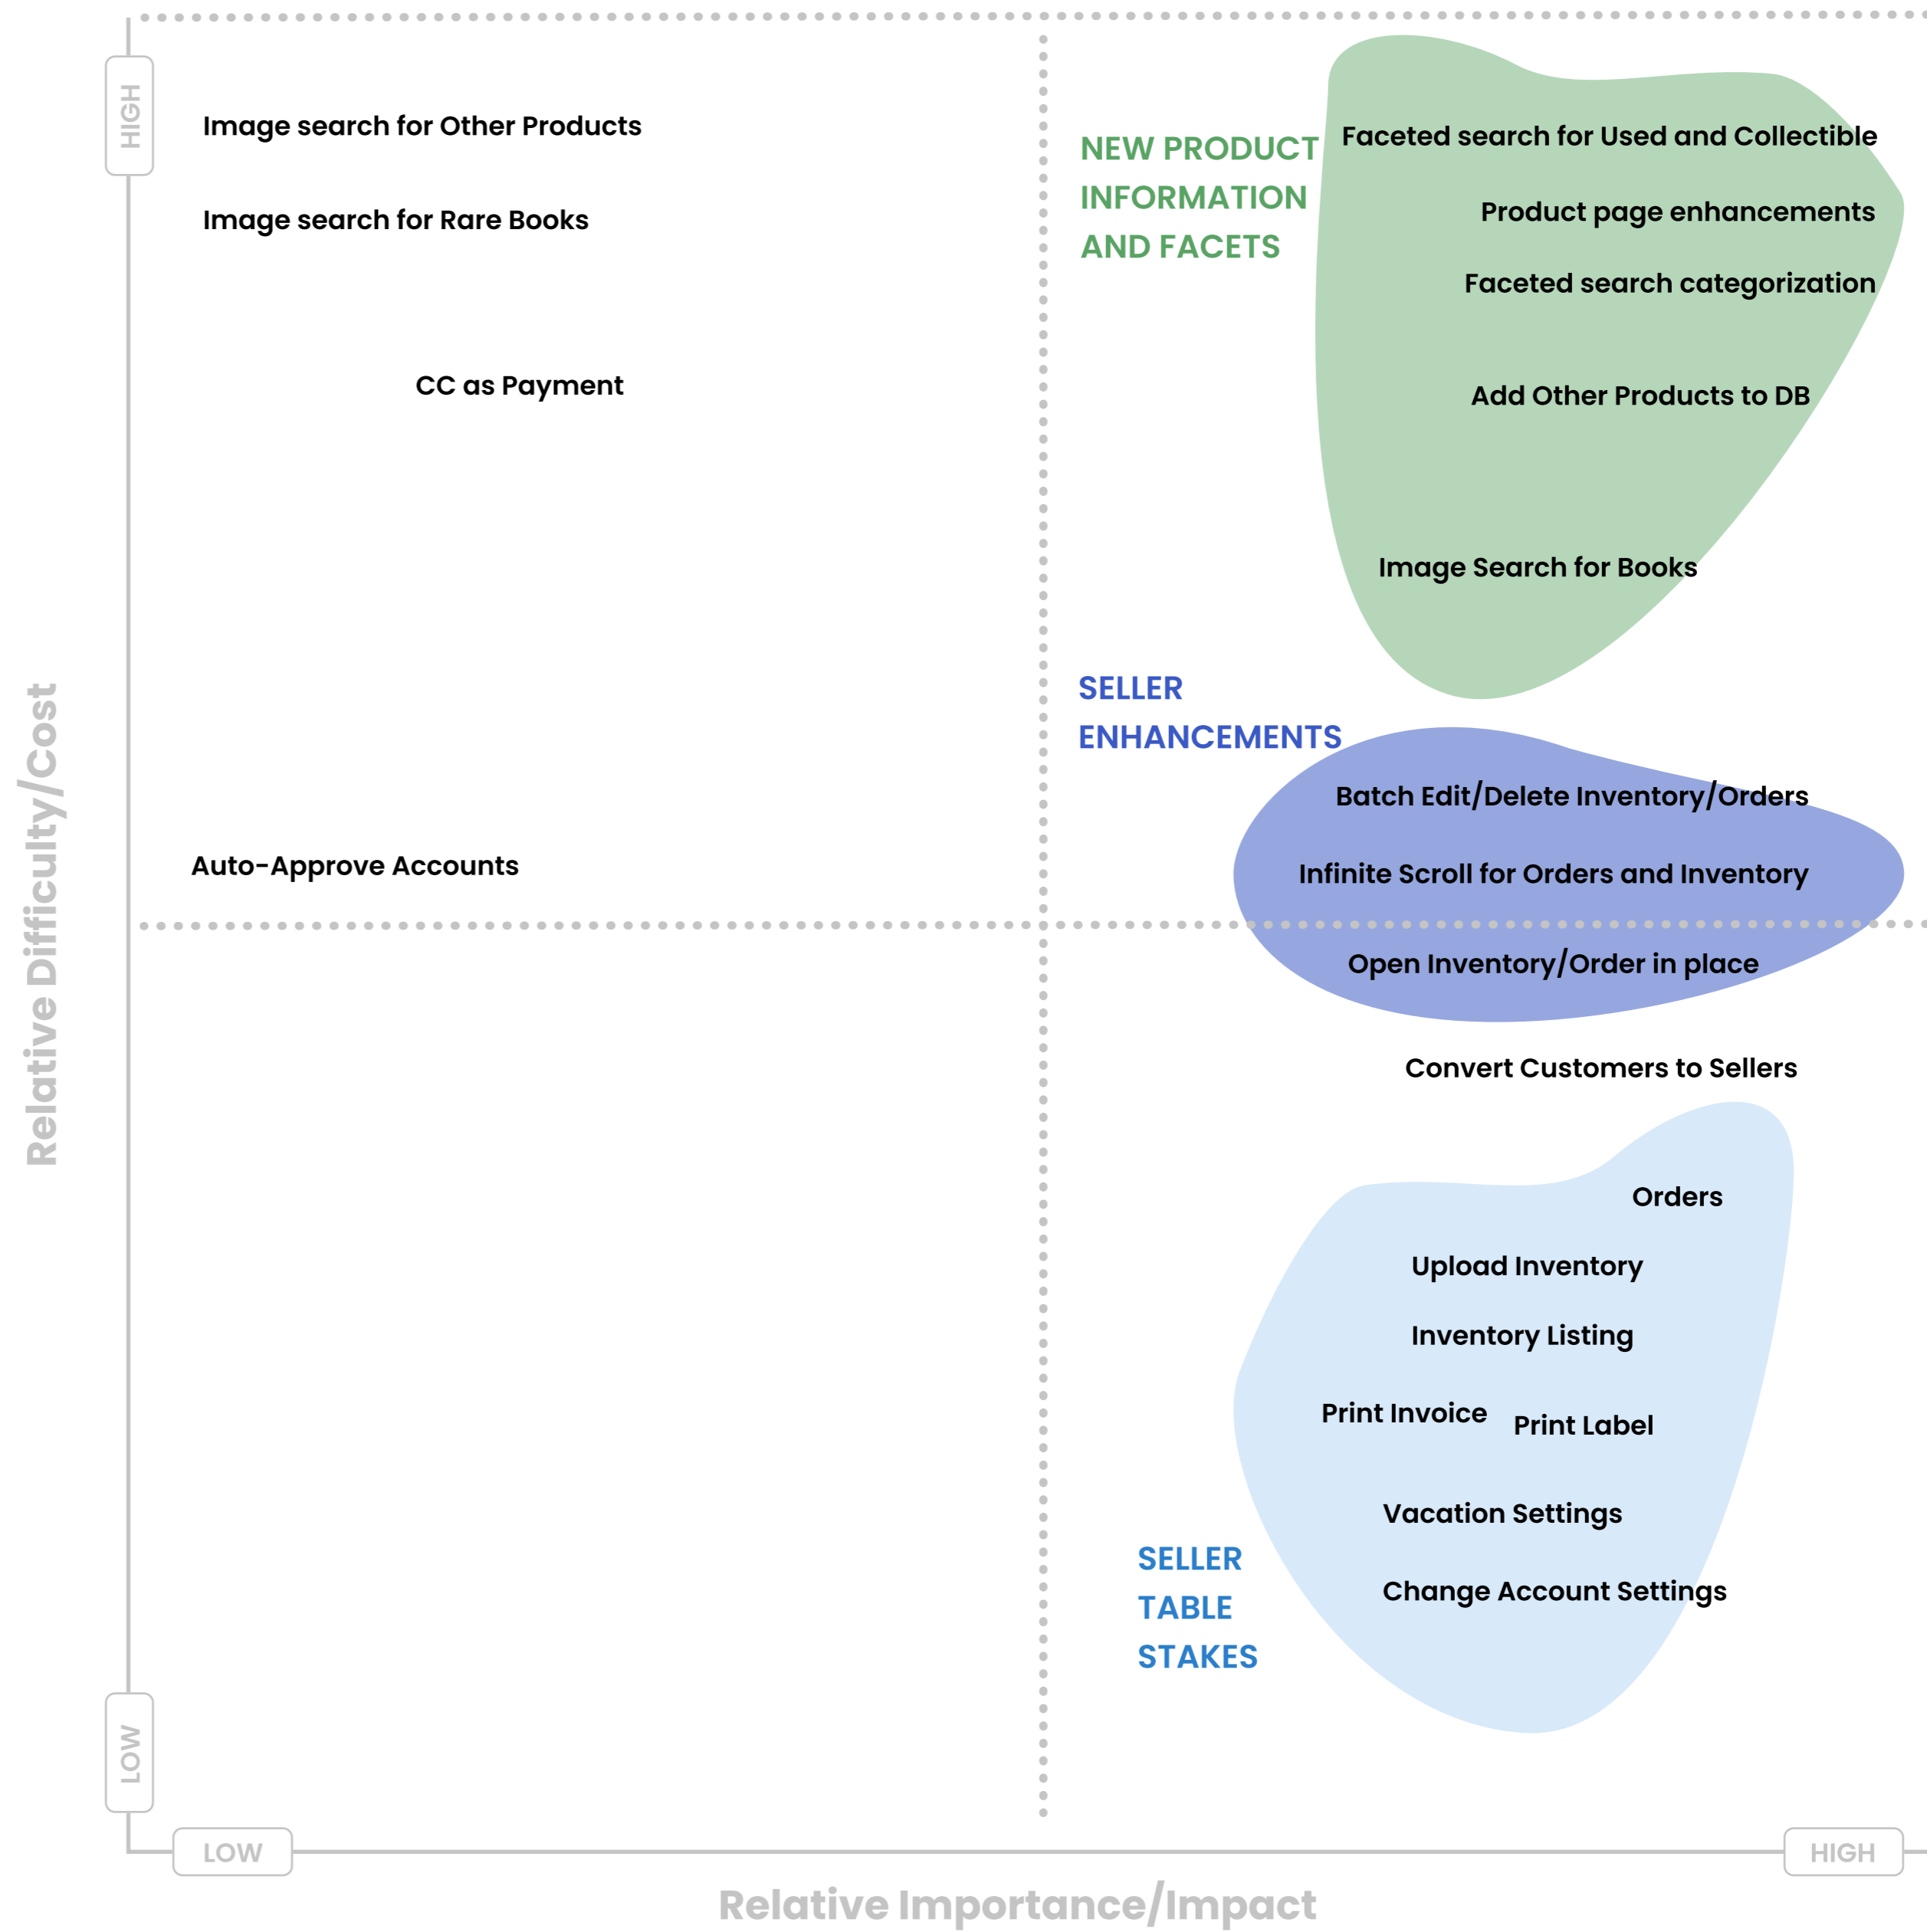 HIGH
Image search for Other Products
Image search for Rare Books
CC as Payment
Auto-Approve Accounts
NEW PRODUCT
INFORMATION
AND FACETS
Faceted search for Used and Collectible
Product page enhancements
Faceted search categorization
Add Other Products to DB
Image Search for Books
SELLER
ENHANCEMENTS
Batch Edit/Delete Inventory/Orders
Infinite Scroll for Orders and Inventory
Open Inventory/Order in place
Convert Customers to Sellers
Orders
Upload Inventory
Inventory Listing
Print Invoice
Print Label
Vacation Settings
Change Account Settings
SELLER
TABLE
STAKES
Relative Difficulty/Cost
LOW
LOW
HIGH
Relative Importance/Impact